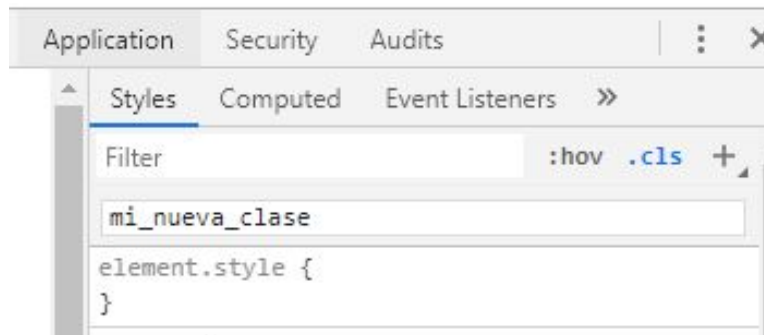 Application Security Audits
Styles Computed Event Listeners »
Filter :hov .cls +
mi_nueva_clase
element.style {
}